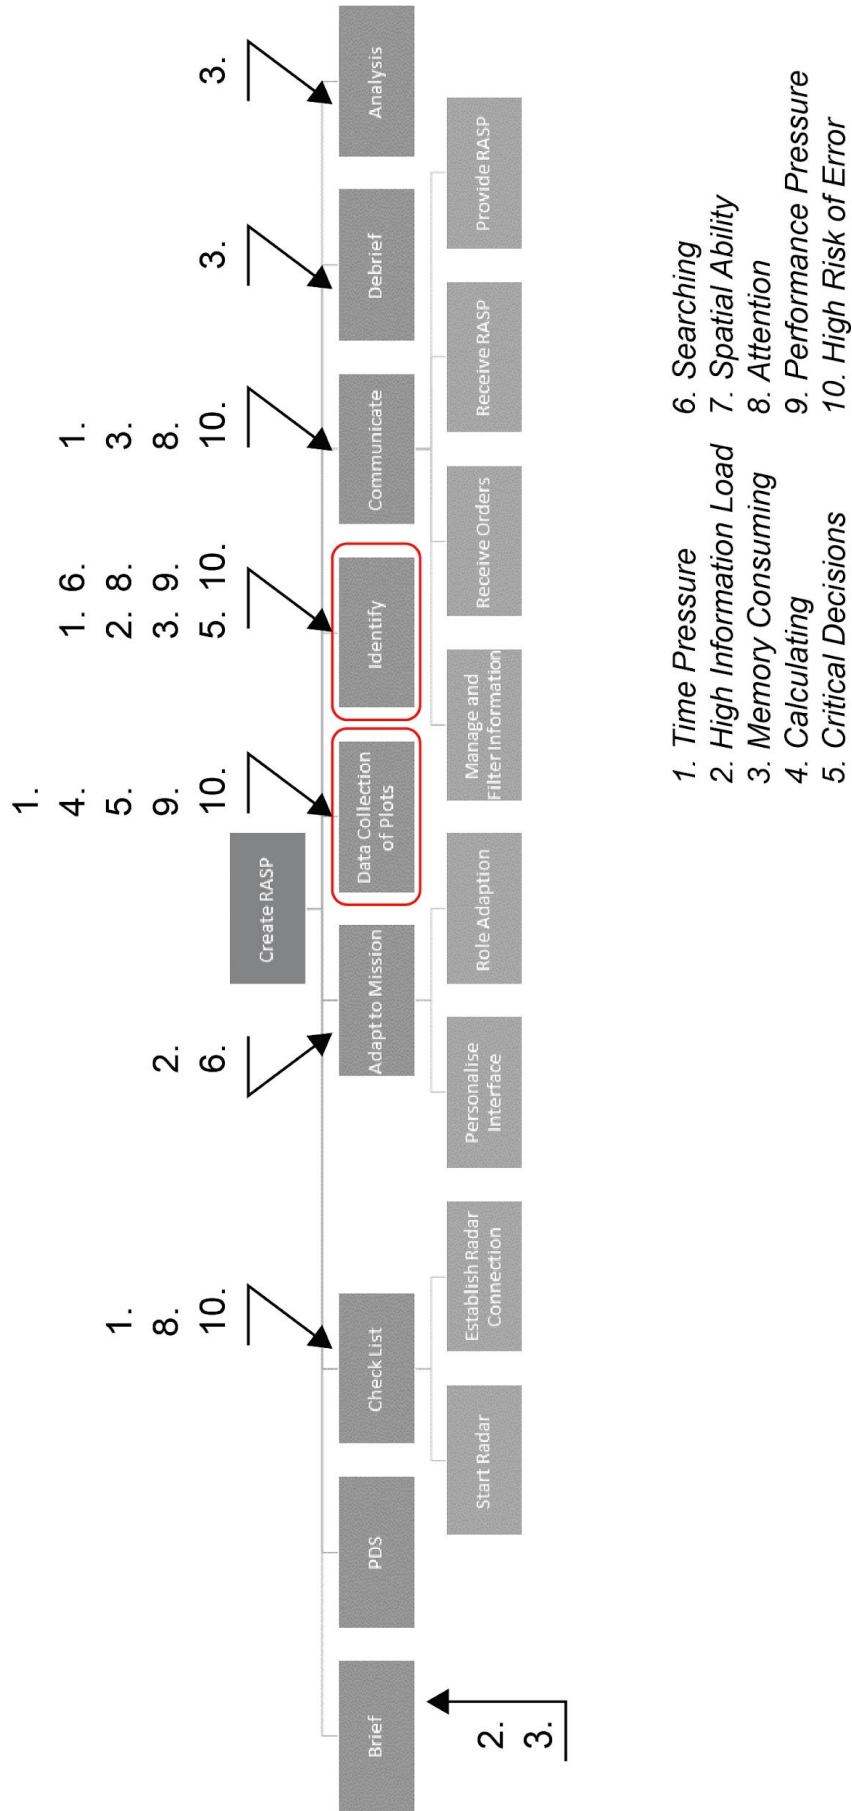 1.
4.
5.
9.
10.
1. 6.
2. 8.
3. 9.
5. 10.
1.
3.
8.
10.
3.
3.
1.
8.
10.
2.
6.
Create RASP
Brief
PDS
Check List
Adapt to Mission
Data Collection
of Plots
Identify
Communicate
Debrief
Analysis
Start Radar
Establish Radar
Connection
Personalise
Interface
Role Adaption
Manage and
Filter Information
Receive Orders
Receive RASP
Provide RASP
2.
3.
1. Time Pressure
2. High Information Load
3. Memory Consuming
4. Calculating
5. Critical Decisions
6. Searching
7. Spatial Ability
8. Attention
9. Performance Pressure
10. High Risk of Error